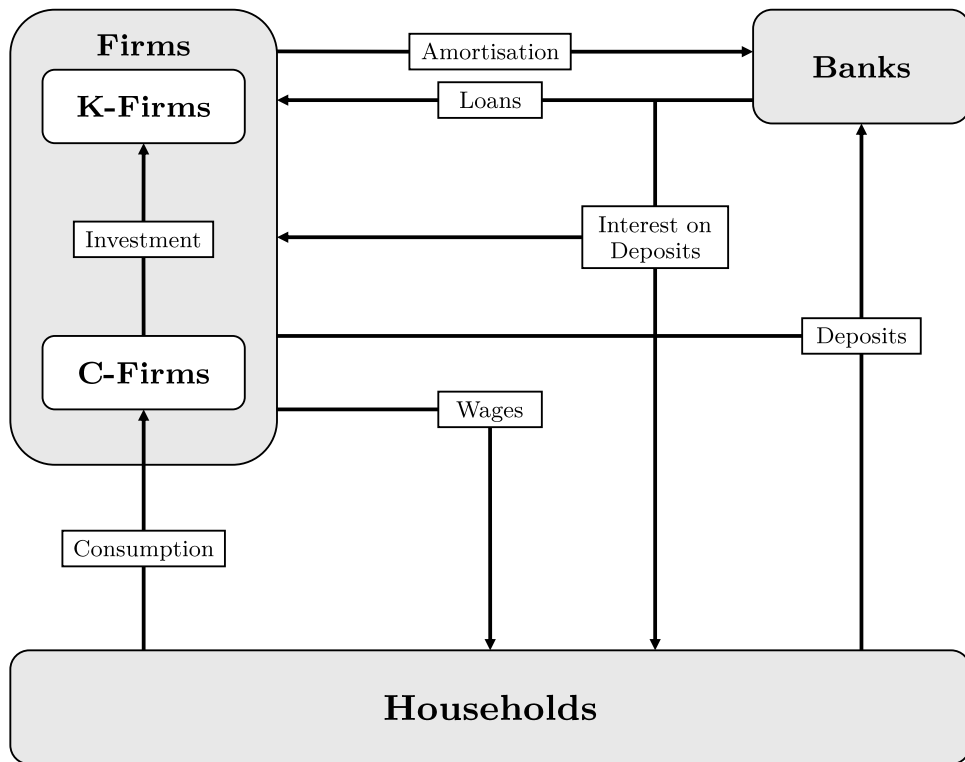 Firms
Amortisation
Banks
K-Firms
Loans
Investment
Interest on
Deposits
Deposits
C-Firms
Wages
Consumption
Households